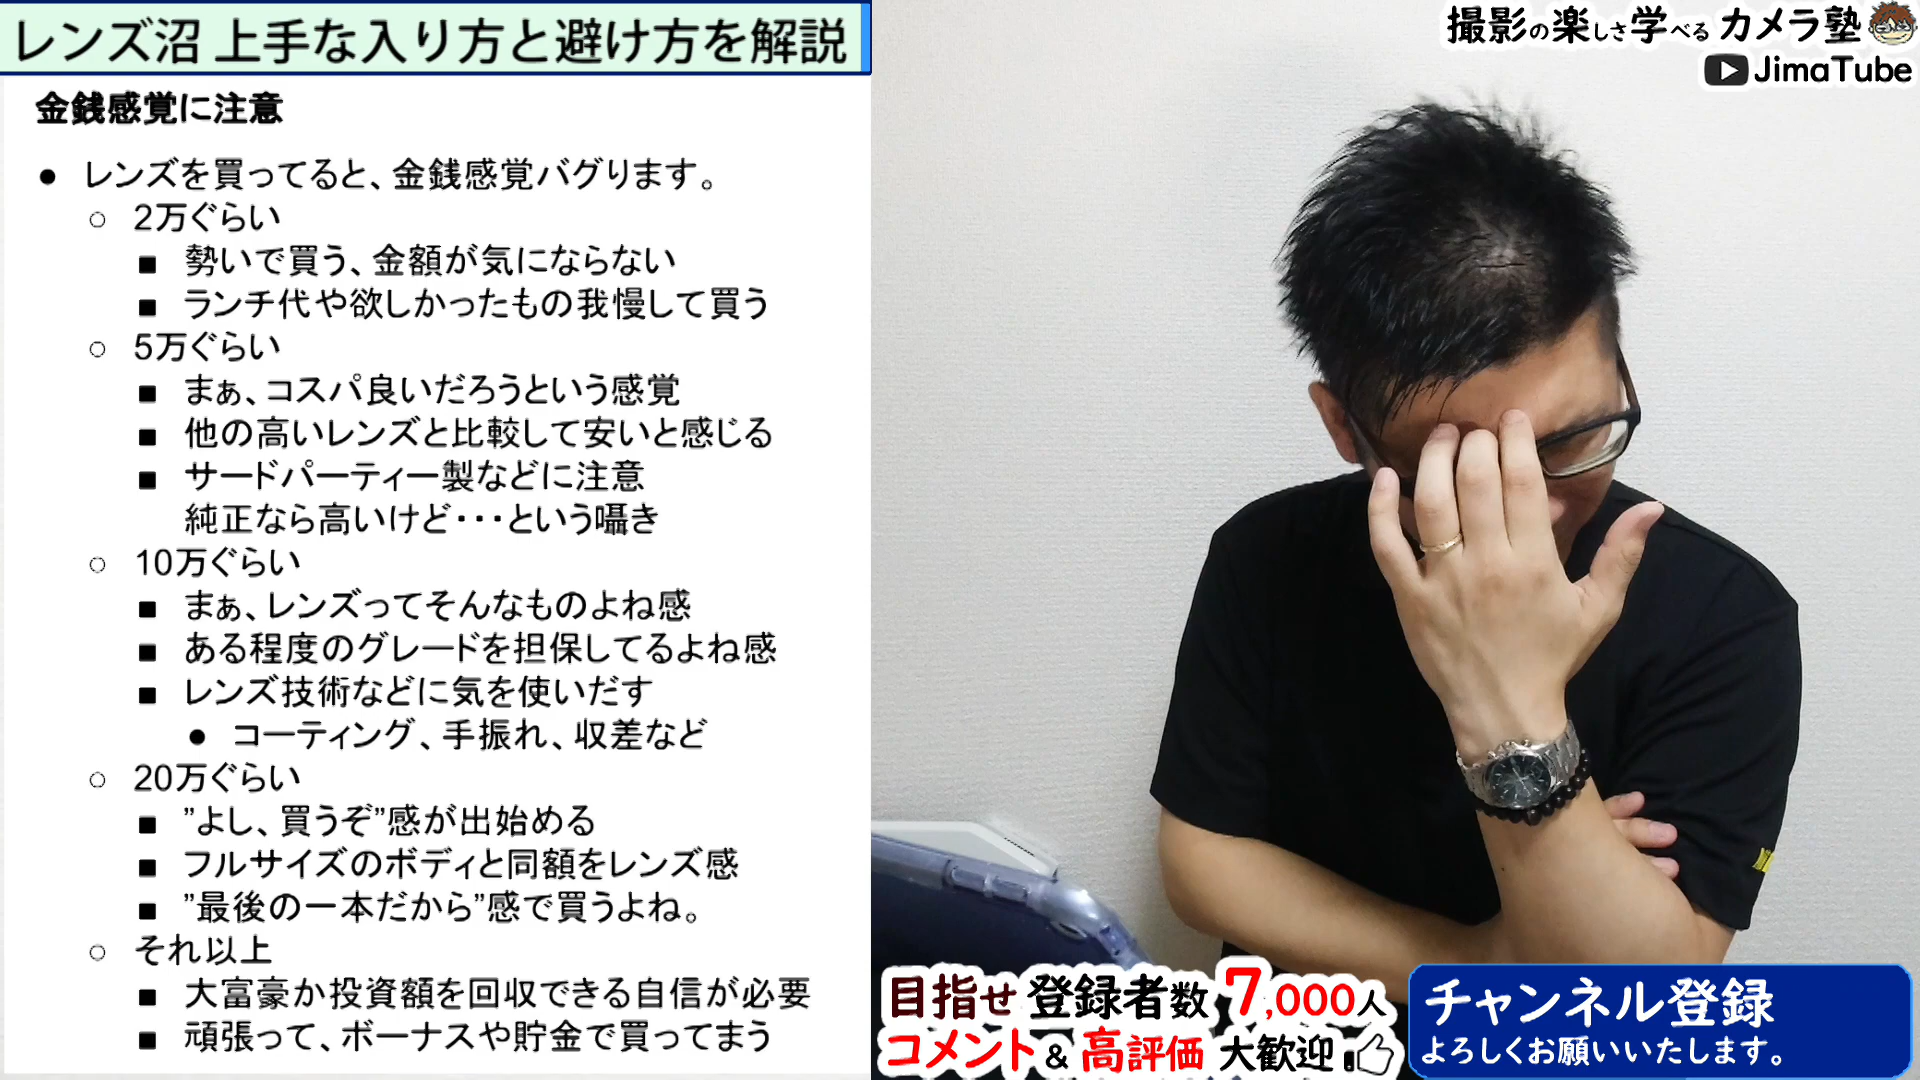 レンズ沼 上手な入り方と避け方を解説
金銭感覚に注意
● レンズを買ってると、金銭感覚バグります。
○ 2万ぐらい
■ 勢いで買う、金額が気にならない
■ ランチ代や欲しかったもの我慢して買う
○ 5万ぐらい
■ まぁ、コスパ良いだろうという感覚
■ 他の高いレンズと比較して安いと感じる
■ サードパーティー製などに注意
純正なら高いけど・・・という囁き
○ 10万ぐらい
■ まぁ、レンズってそんなものよね感
■ ある程度のグレードを担保してるよね感
■ レンズ技術などに気を使いだす
● コーティング、手振れ、収差など
○ 20万ぐらい
■ ”よし、買うぞ”感が出始める
■ フルサイズのボディと同額をレンズ感
■ ”最後の一本だから”感で買うよね。
○ それ以上
■ 大富豪か投資額を回収できる自信が必要
■ 頑張って、ボーナスや貯金で買ってまう
撮影の楽しさ学べる カメラ塾
JimaTube
目指せ 登録者数 7,000人
コメント & 高評価 大歓迎
チャンネル登録
よろしくお願いいたします。